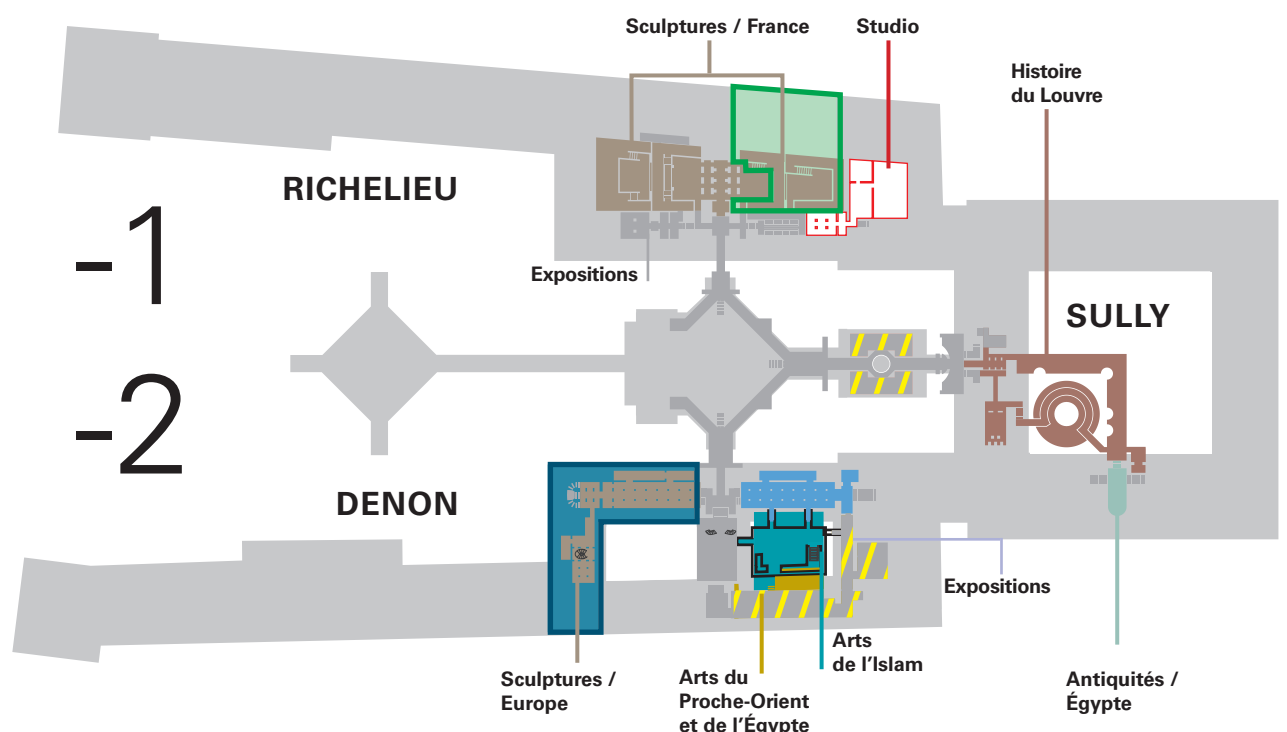 Sculptures / France
Studio
Histoire
du Louvre
RICHELIEU
-1
Expositions
SULLY
-2
DENON
Expositions
Sculptures /
Europe
Arts du
Proche-Orient
et de l’Égypte
Arts
de l’Islam
Antiquités /
Égypte